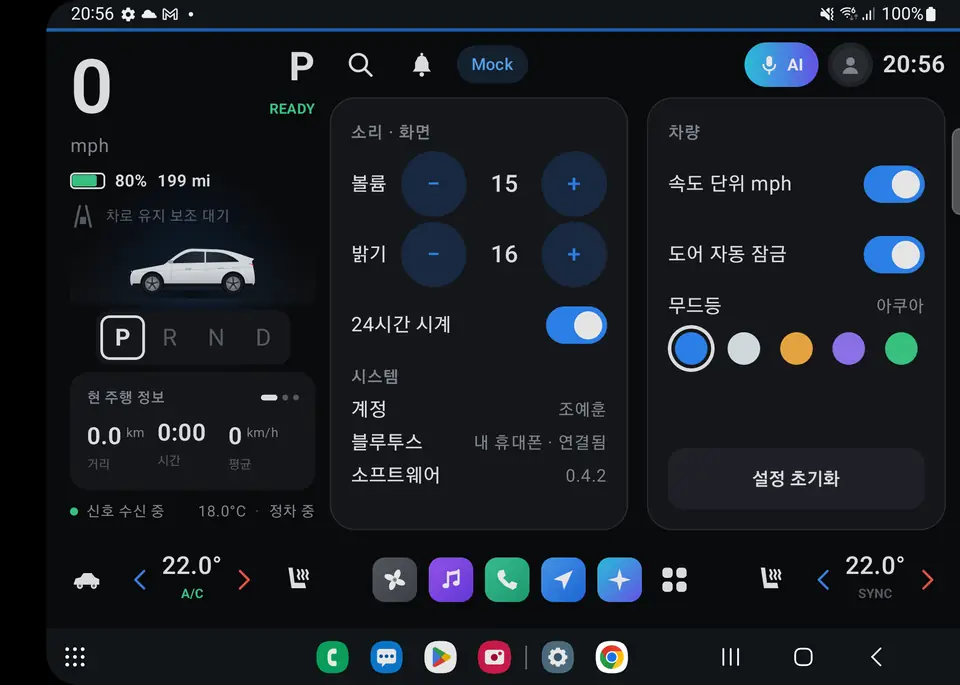 20:56
100%
0
P
READY
mph
80% 199 mi
차로 유지 보조 대기
P R N D
현 주행 정보
0.0 km 0:00 0 km/h
거리 시간 평균
신호 수신 중 18.0°C · 정차 중
Mock
AI
20:56
소리 · 화면
볼륨 − 15 +
밝기 − 16 +
24시간 시계
시스템
계정 조예훈
블루투스 내 휴대폰 · 연결됨
소프트웨어 0.4.2
차량
속도 단위 mph
도어 자동 잠금
무드등 아쿠아
설정 초기화
22.0°
A/C
22.0°
SYNC